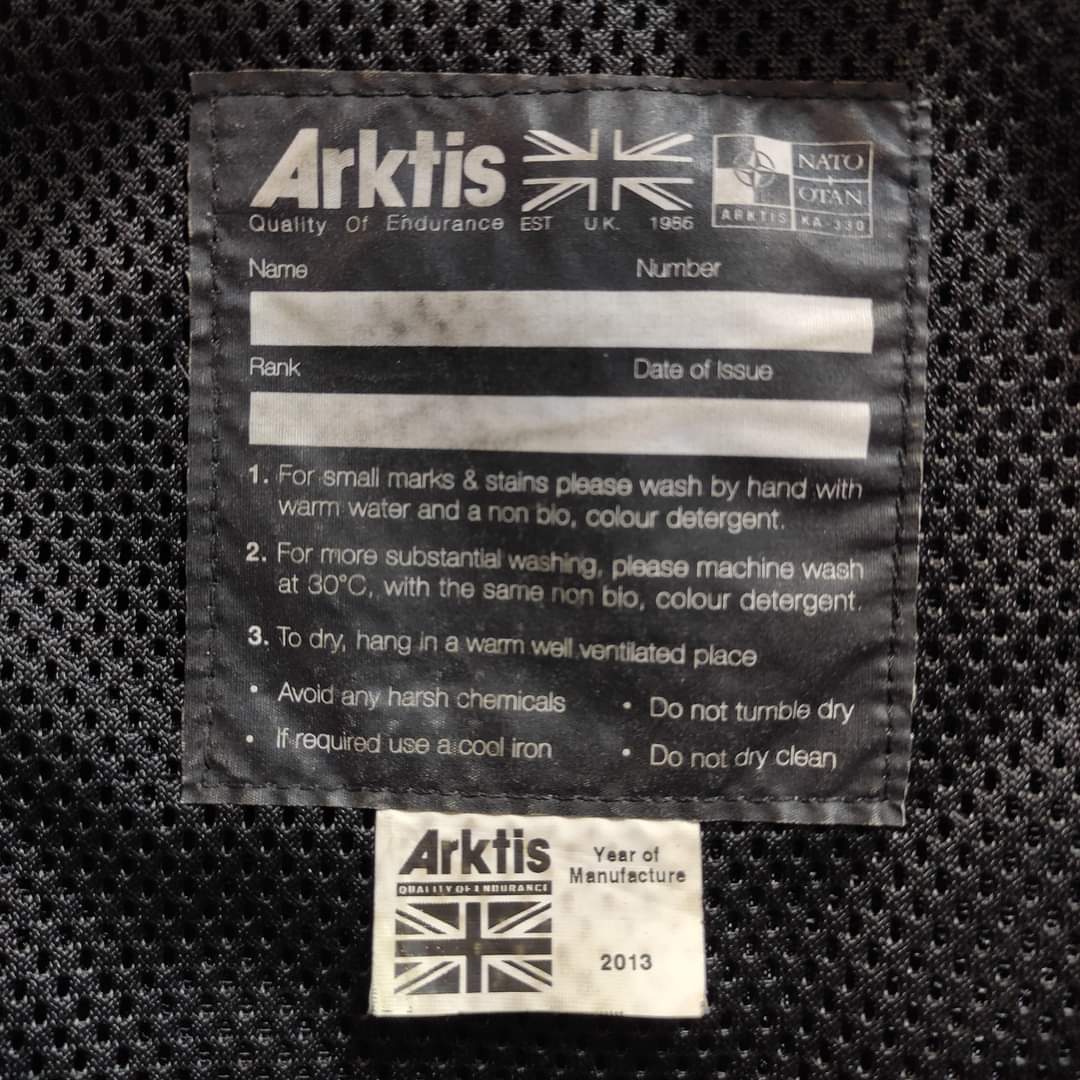 Arktis
Quality Of Endurance EST U.K. 1985
NATO
OTAN
ARKTIS KA-330
Name Number
Rank Date of Issue
1. For small marks & stains please wash by hand with
warm water and a non bio, colour detergent.
2. For more substantial washing, please machine wash
at 30°C, with the same non bio, colour detergent.
3. To dry, hang in a warm well ventilated place
• Avoid any harsh chemicals • Do not tumble dry
• If required use a cool iron • Do not dry clean
Arktis
QUALITY OF ENDURANCE
Year of
Manufacture
2013